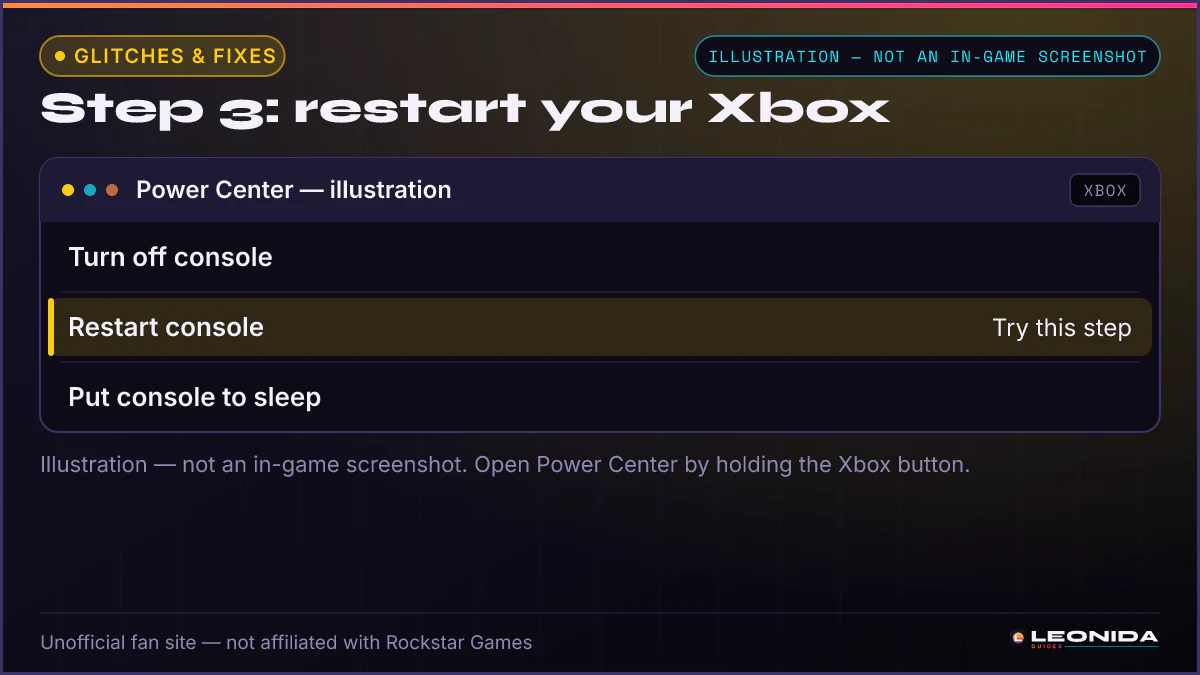 GLITCHES & FIXES
ILLUSTRATION — NOT AN IN-GAME SCREENSHOT
Step 3: restart your Xbox
Power Center — illustration
XBOX
Turn off console
Restart console
Try this step
Put console to sleep
Illustration — not an in-game screenshot. Open Power Center by holding the Xbox button.
Unofficial fan site — not affiliated with Rockstar Games
LEONIDA
GUIDES